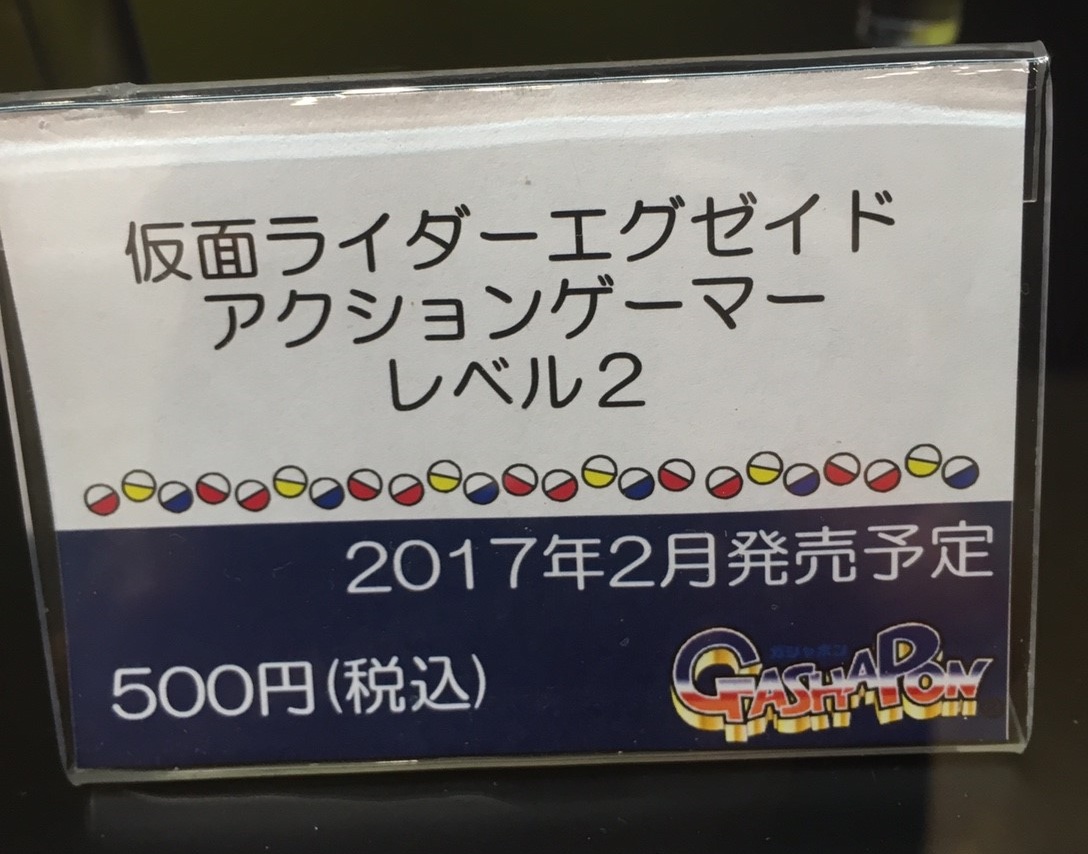 仮面ライダーエグゼイド
アクションゲーマー
レベル２
2017年2月発売予定
500円(税込)
ガシャポン
GASHAPON